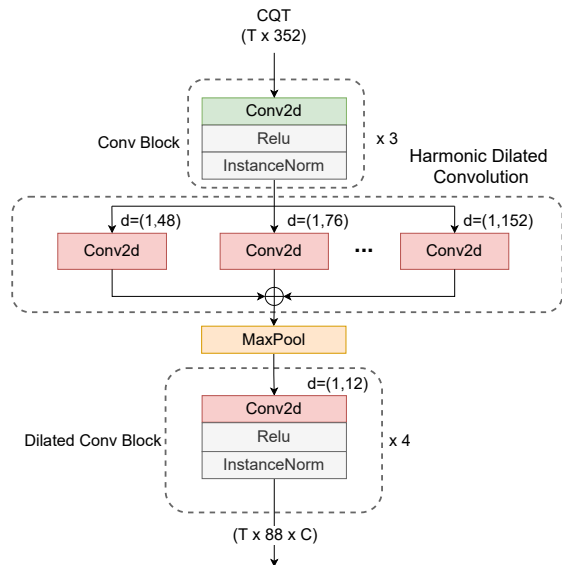 CQT
(T x 352)
Conv2d
Relu
InstanceNorm
Conv Block
x 3
Harmonic Dilated
Convolution
d=(1,48)
d=(1,76)
d=(1,152)
Conv2d
Conv2d
...
Conv2d
MaxPool
d=(1,12)
Conv2d
Relu
InstanceNorm
Dilated Conv Block
x 4
(T x 88 x C)